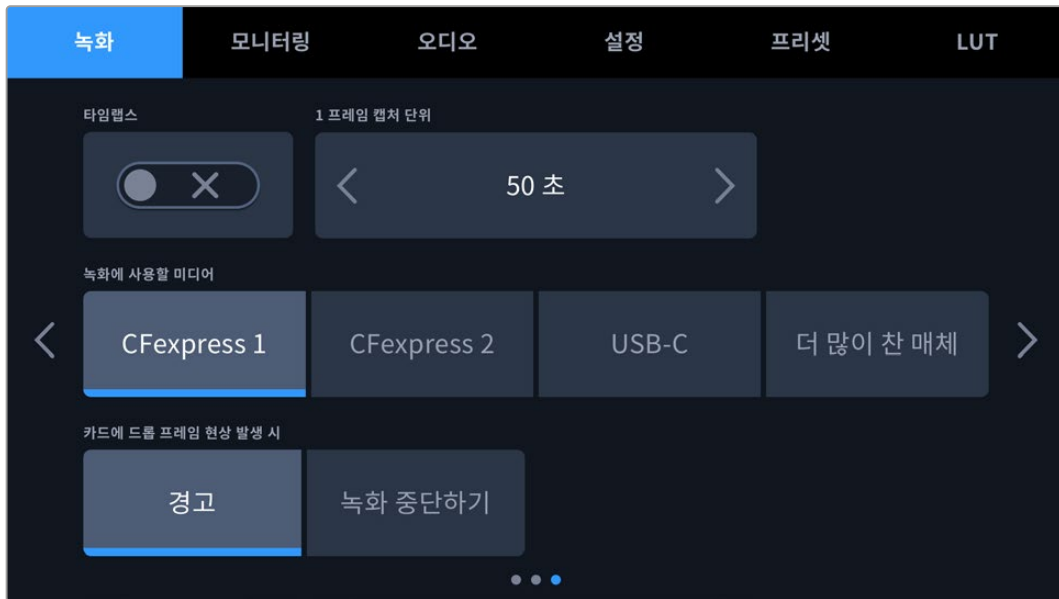 녹화 모니터링 오디오 설정 프리셋 LUT
타임랩스 1 프레임 캡처 단위
50 초
녹화에 사용할 미디어
CFexpress 1 CFexpress 2 USB-C 더 많이 찬 매체
카드에 드롭 프레임 현상 발생 시
경고 녹화 중단하기